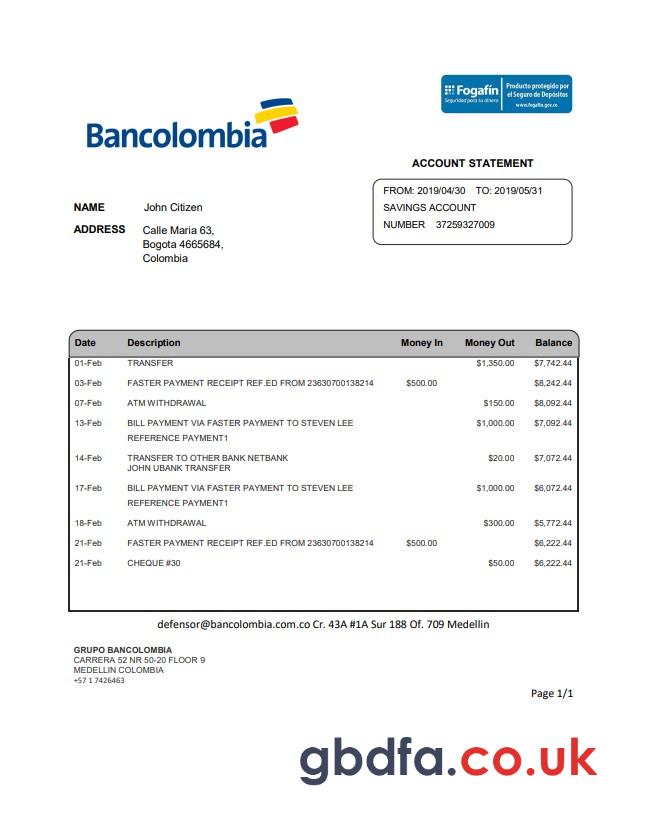 Fogafín
Seguridad para tu dinero
Producto protegido por
el Seguro de Depósitos
www.fogafin.gov.co
Bancolombia
ACCOUNT STATEMENT
FROM: 2019/04/30 TO: 2019/05/31
SAVINGS ACCOUNT
NUMBER 37259327009
NAME John Citizen
ADDRESS Calle Maria 63,
Bogota 4665684,
Colombia
Date Description Money In Money Out Balance
01-Feb TRANSFER $1,350.00 $7,742.44
03-Feb FASTER PAYMENT RECEIPT REF.ED FROM 23630700138214 $500.00 $8,242.44
07-Feb ATM WITHDRAWAL $150.00 $8,092.44
13-Feb BILL PAYMENT VIA FASTER PAYMENT TO STEVEN LEE $1,000.00 $7,092.44
REFERENCE PAYMENT1
14-Feb TRANSFER TO OTHER BANK NETBANK $20.00 $7,072.44
JOHN UBANK TRANSFER
17-Feb BILL PAYMENT VIA FASTER PAYMENT TO STEVEN LEE $1,000.00 $6,072.44
REFERENCE PAYMENT1
18-Feb ATM WITHDRAWAL $300.00 $5,772.44
21-Feb FASTER PAYMENT RECEIPT REF.ED FROM 23630700138214 $500.00 $6,222.44
21-Feb CHEQUE #30 $50.00 $6,222.44
defensor@bancolombia.com.co Cr. 43A #1A Sur 188 Of. 709 Medellin
GRUPO BANCOLOMBIA
CARRERA 52 NR 50-20 FLOOR 9
MEDELLIN COLOMBIA
+57 1 7426463
Page 1/1
gbdfa.co.uk